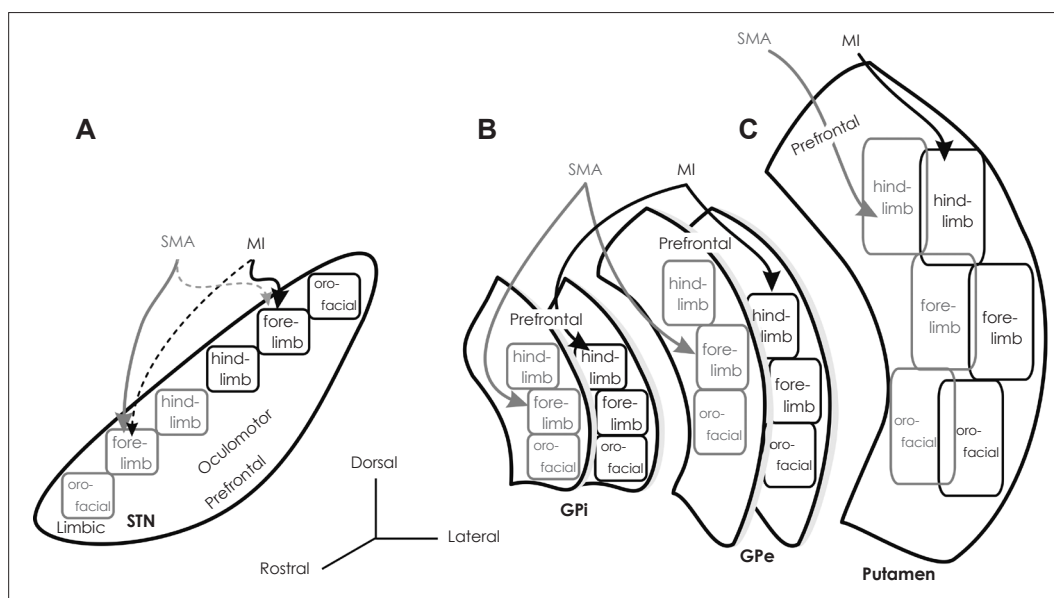 A
SMA
MI
oro-
facial
fore-
limb
hind-
limb
hind-
limb
fore-
limb
oro-
facial
Oculomotor
Prefrontal
Limbic
STN
Dorsal
Lateral
Rostral
B
SMA
MI
Prefrontal
hind-
limb
fore-
limb
oro-
facial
hind-
limb
fore-
limb
oro-
facial
GPi
Prefrontal
hind-
limb
fore-
limb
oro-
facial
hind-
limb
fore-
limb
oro-
facial
GPe
C
SMA
MI
Prefrontal
hind-
limb
hind-
limb
fore-
limb
fore-
limb
oro-
facial
oro-
facial
Putamen